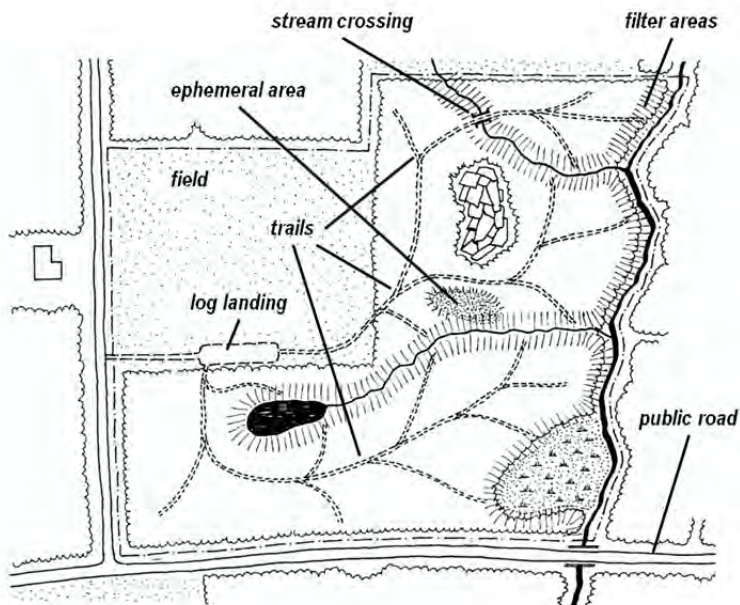 stream crossing
filter areas
ephemeral area
field
trails
log landing
public road